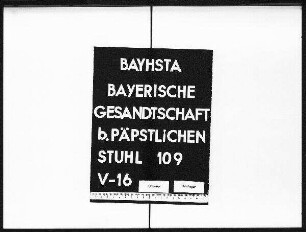 BAYHSTA
BAYERISCHE
GESANDTSCHAFT
b. PÄPSTLiCHEN
STUHL 109
V-16